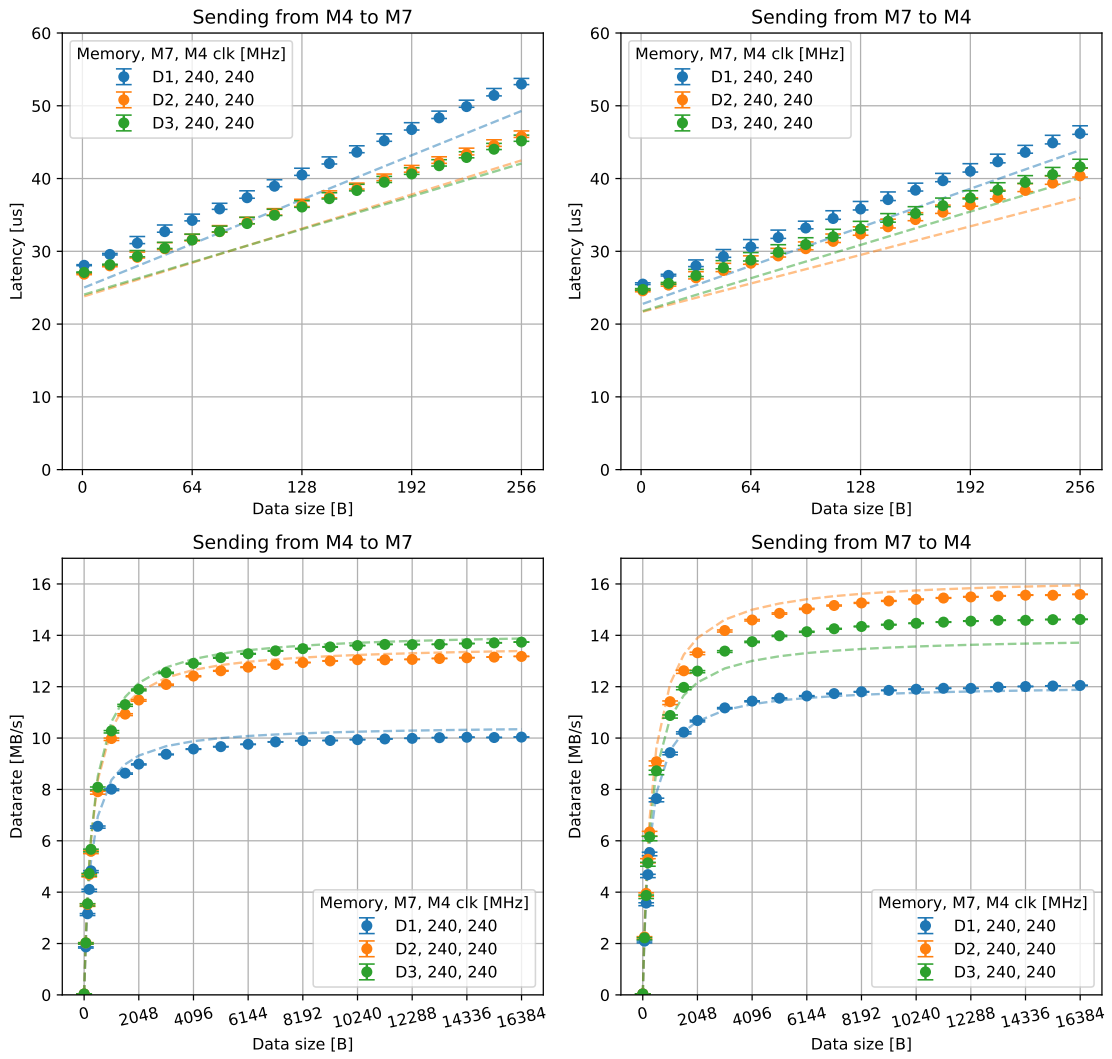 Sending from M4 to M7
60
50
40
30
20
10
0
Latency [us]
Memory, M7, M4 clk [MHz]
D1, 240, 240
D2, 240, 240
D3, 240, 240
0 64 128 192 256
Data size [B]
Sending from M7 to M4
60
50
40
30
20
10
0
Latency [us]
Memory, M7, M4 clk [MHz]
D1, 240, 240
D2, 240, 240
D3, 240, 240
0 64 128 192 256
Data size [B]
Sending from M4 to M7
16
14
12
10
8
6
4
2
0
Datarate [MB/s]
Memory, M7, M4 clk [MHz]
D1, 240, 240
D2, 240, 240
D3, 240, 240
0 2048 4096 6144 8192 10240 12288 14336 16384
Data size [B]
Sending from M7 to M4
16
14
12
10
8
6
4
2
0
Datarate [MB/s]
Memory, M7, M4 clk [MHz]
D1, 240, 240
D2, 240, 240
D3, 240, 240
0 2048 4096 6144 8192 10240 12288 14336 16384
Data size [B]